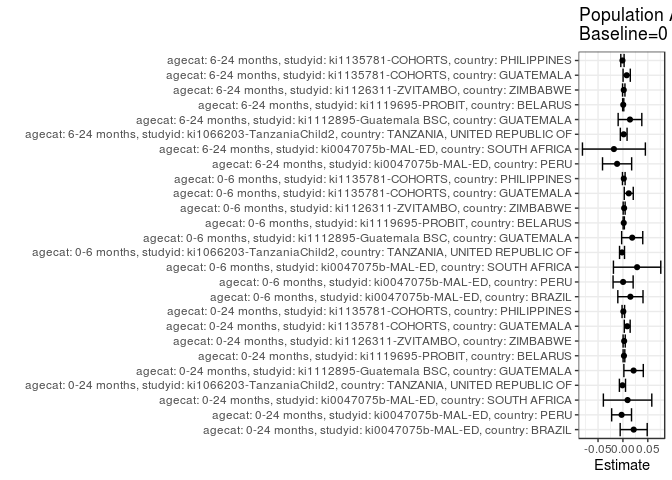 Population A
Baseline=0
agecat: 6-24 months, studyid: ki1135781-COHORTS, country: PHILIPPINES
agecat: 6-24 months, studyid: ki1135781-COHORTS, country: GUATEMALA
agecat: 6-24 months, studyid: ki1126311-ZVITAMBO, country: ZIMBABWE
agecat: 6-24 months, studyid: ki1119695-PROBIT, country: BELARUS
agecat: 6-24 months, studyid: ki1112895-Guatemala BSC, country: GUATEMALA
agecat: 6-24 months, studyid: ki1066203-TanzaniaChild2, country: TANZANIA, UNITED REPUBLIC OF
agecat: 6-24 months, studyid: ki0047075b-MAL-ED, country: SOUTH AFRICA
agecat: 6-24 months, studyid: ki0047075b-MAL-ED, country: PERU
agecat: 0-6 months, studyid: ki1135781-COHORTS, country: PHILIPPINES
agecat: 0-6 months, studyid: ki1135781-COHORTS, country: GUATEMALA
agecat: 0-6 months, studyid: ki1126311-ZVITAMBO, country: ZIMBABWE
agecat: 0-6 months, studyid: ki1119695-PROBIT, country: BELARUS
agecat: 0-6 months, studyid: ki1112895-Guatemala BSC, country: GUATEMALA
agecat: 0-6 months, studyid: ki1066203-TanzaniaChild2, country: TANZANIA, UNITED REPUBLIC OF
agecat: 0-6 months, studyid: ki0047075b-MAL-ED, country: SOUTH AFRICA
agecat: 0-6 months, studyid: ki0047075b-MAL-ED, country: PERU
agecat: 0-6 months, studyid: ki0047075b-MAL-ED, country: BRAZIL
agecat: 0-24 months, studyid: ki1135781-COHORTS, country: PHILIPPINES
agecat: 0-24 months, studyid: ki1135781-COHORTS, country: GUATEMALA
agecat: 0-24 months, studyid: ki1126311-ZVITAMBO, country: ZIMBABWE
agecat: 0-24 months, studyid: ki1119695-PROBIT, country: BELARUS
agecat: 0-24 months, studyid: ki1112895-Guatemala BSC, country: GUATEMALA
agecat: 0-24 months, studyid: ki1066203-TanzaniaChild2, country: TANZANIA, UNITED REPUBLIC OF
agecat: 0-24 months, studyid: ki0047075b-MAL-ED, country: SOUTH AFRICA
agecat: 0-24 months, studyid: ki0047075b-MAL-ED, country: PERU
agecat: 0-24 months, studyid: ki0047075b-MAL-ED, country: BRAZIL
-0.05 0.00 0.05
Estimate